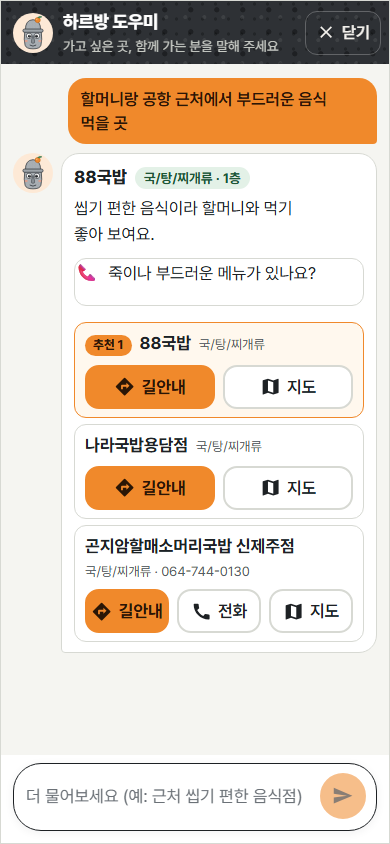 하르방 도우미
가고 싶은 곳, 함께 가는 분을 말해 주세요
닫기
할머니랑 공항 근처에서 부드러운 음식
먹을 곳
88국밥 국/탕/찌개류 · 1층
씹기 편한 음식이라 할머니와 먹기
좋아 보여요.
죽이나 부드러운 메뉴가 있나요?
추천 1 88국밥 국/탕/찌개류
길안내 지도
나라국밥용담점 국/탕/찌개류
길안내 지도
곤지암할매소머리국밥 신제주점
국/탕/찌개류 · 064-744-0130
길안내 전화 지도
더 물어보세요 (예: 근처 씹기 편한 음식점)